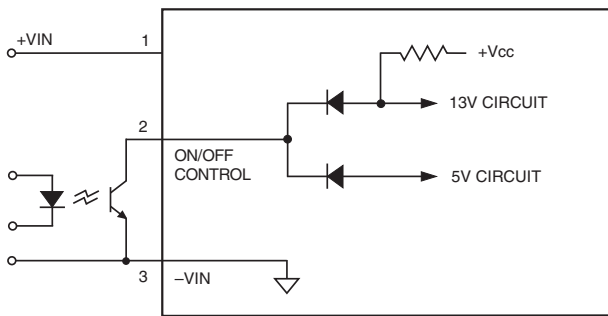 +VIN
1
+Vcc
13V CIRCUIT
2
ON/OFF
CONTROL
5V CIRCUIT
3
–VIN